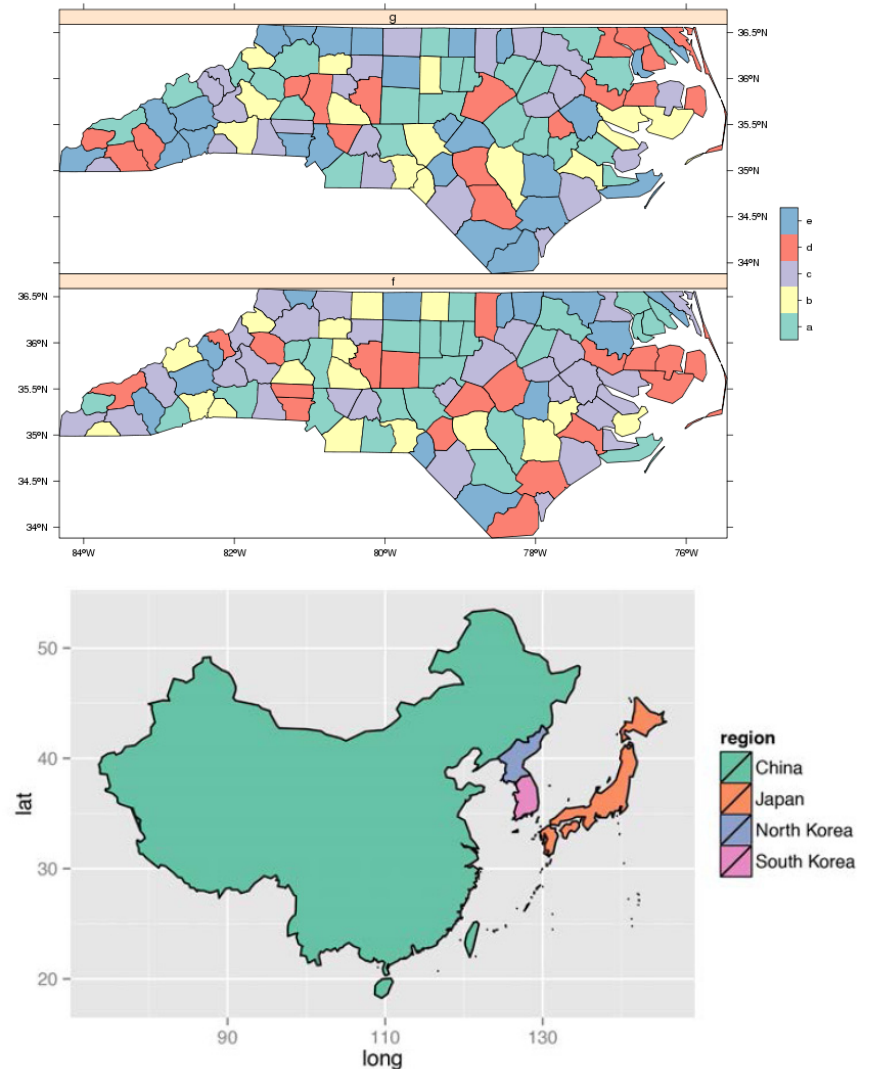 g
36.5°N
36°N
35.5°N
35°N
34.5°N
34°N
e
d
c
b
a
f
36.5°N
36°N
35.5°N
35°N
34.5°N
34°N
84°W 82°W 80°W 78°W 76°W
50
40
30
20
lat
90 110 130
long
region
China
Japan
North Korea
South Korea